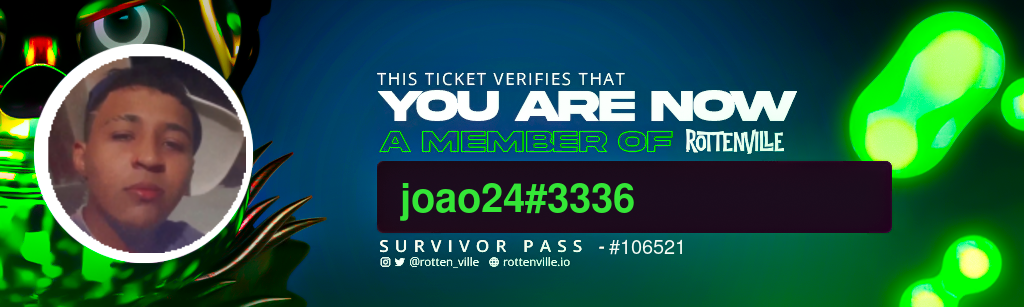 THIS TICKET VERIFIES THAT
YOU ARE NOW
A MEMBER OF ROTTENVILLE
joao24#3336
SURVIVOR PASS - #106521
@rotten_ville rottenville.io